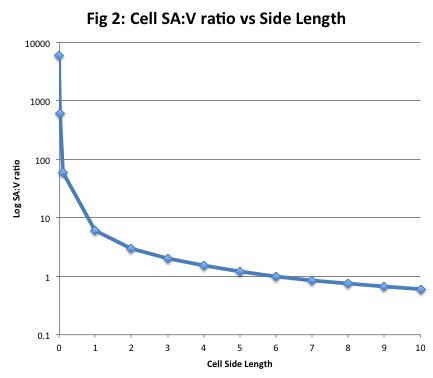 Fig 2: Cell SA:V ratio vs Side Length
10000
1000
100
10
1
0.1
Log SA:V ratio
0 1 2 3 4 5 6 7 8 9 10
Cell Side Length